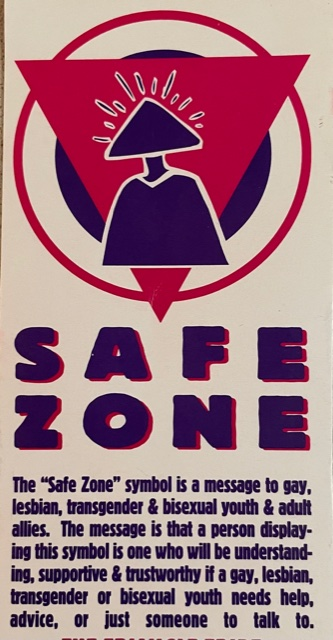 SAFE
ZONE
The "Safe Zone" symbol is a message to gay,
lesbian, transgender & bisexual youth & adult
allies. The message is that a person display-
ing this symbol is one who will be understand-
ing, supportive & trustworthy if a gay, lesbian,
transgender or bisexual youth needs help,
advice, or just someone to talk to.